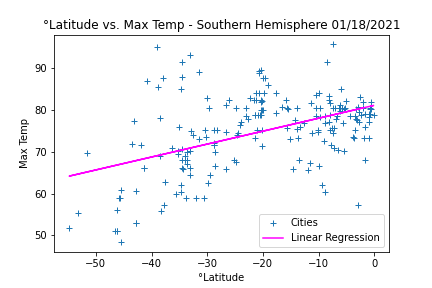 °Latitude vs. Max Temp - Southern Hemisphere 01/18/2021
Max Temp
90
80
70
60
50
−50
−40
−30
−20
−10
0
°Latitude
Cities
Linear Regression